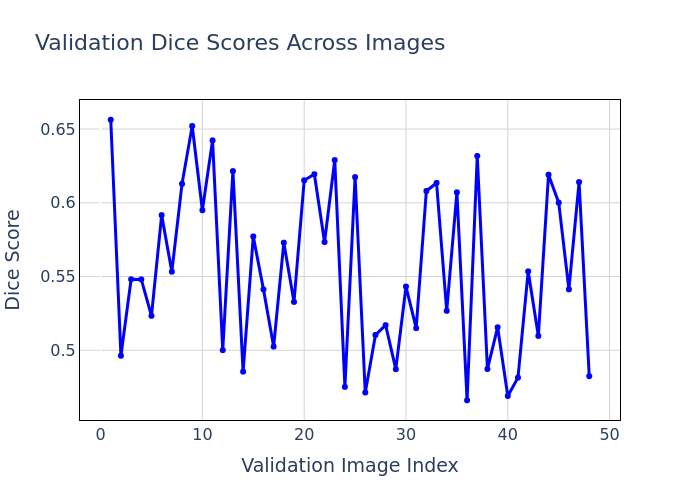 Validation Dice Scores Across Images
0.65
0.6
0.55
0.5
Dice Score
0 10 20 30 40 50
Validation Image Index